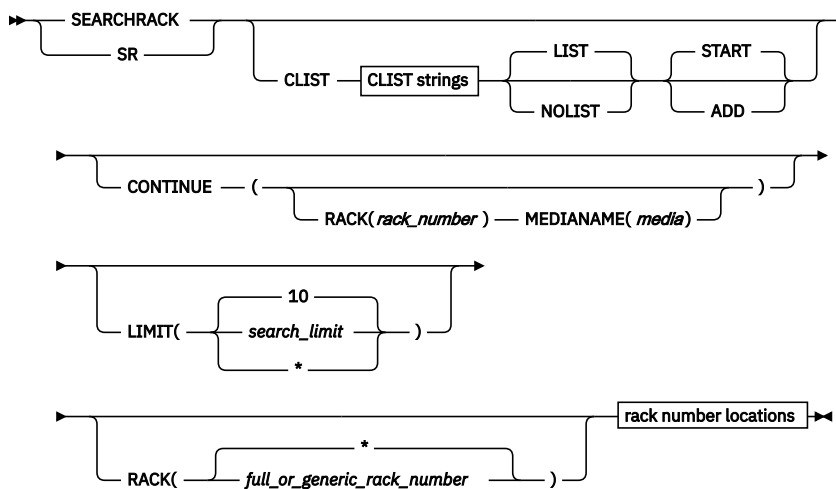 SEARCHRACK
SR
CLIST
CLIST strings
LIST
NOLIST
START
ADD
CONTINUE
(
RACK(rack_number)
MEDIANAME(media)
)
LIMIT(
10
search_limit
*
)
RACK(
*
full_or_generic_rack_number
)
rack number locations